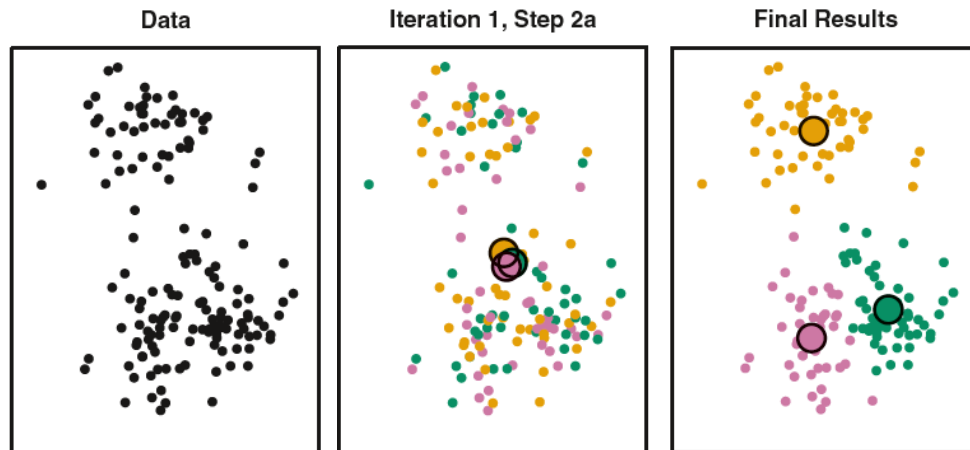 Data
Iteration 1, Step 2a
Final Results